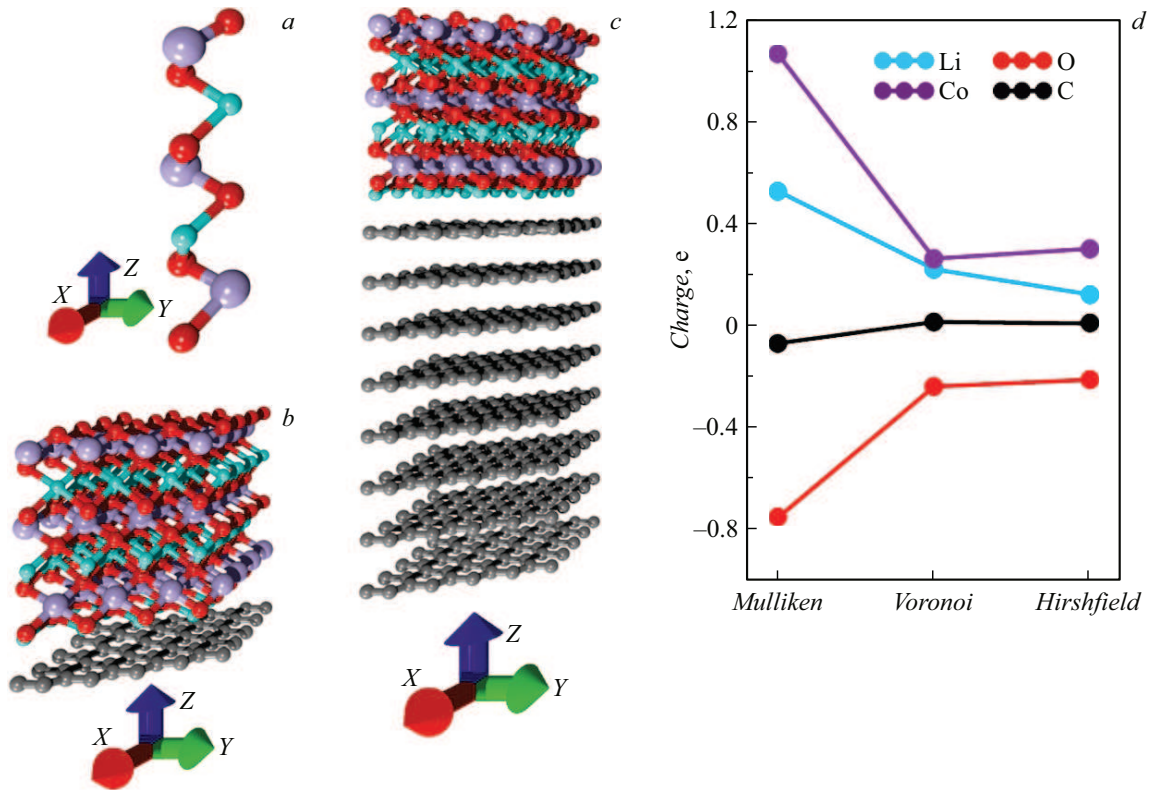 a
Z
X
Y
b
Z
X
Y
c
Z
X
Y
d
Charge, e
1.2
0.8
0.4
0
–0.4
–0.8
Li
O
Co
C
Mulliken
Voronoi
Hirshfield